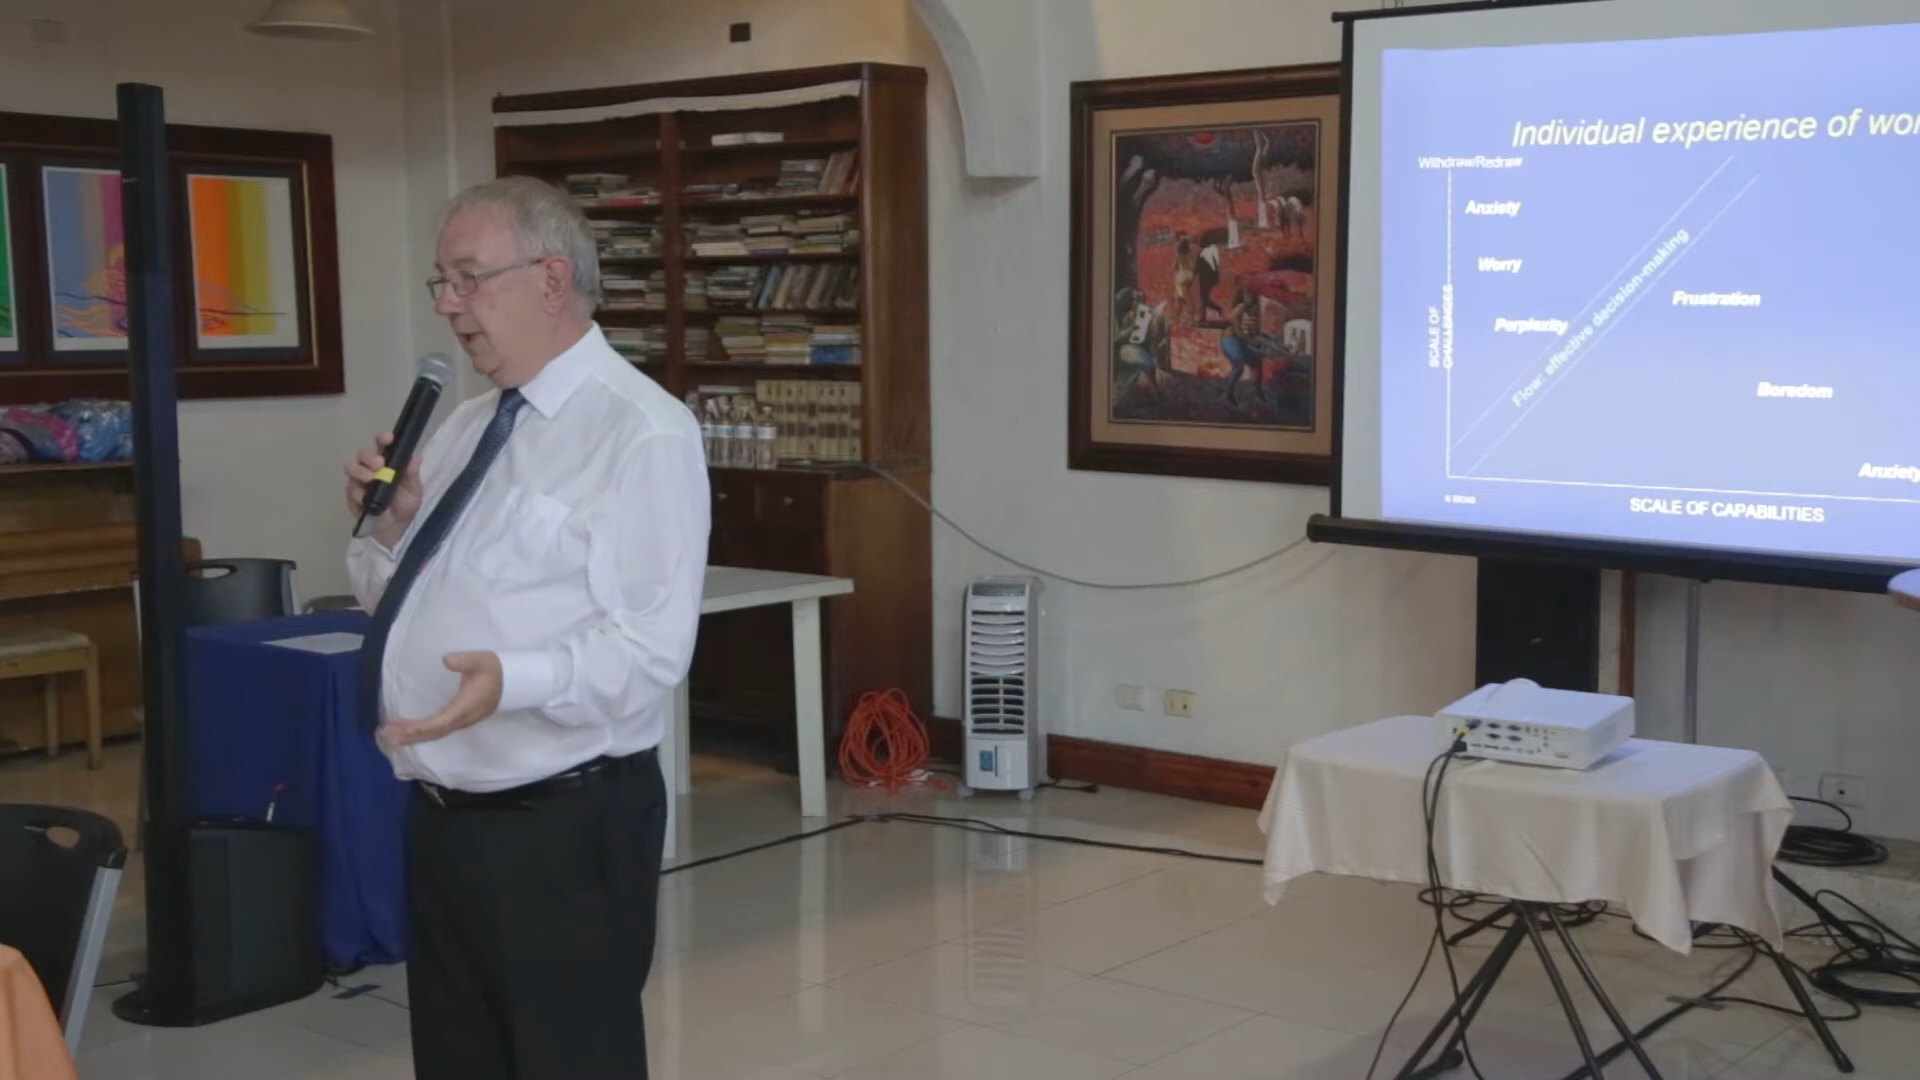 Individual experience of wor
Withdraw/Redraw
Anxiety
Worry
Perplexity
Flow: effective decision-making
Frustration
Boredom
Anxiety
SCALE OF
CHALLENGES
SCALE OF CAPABILITIES